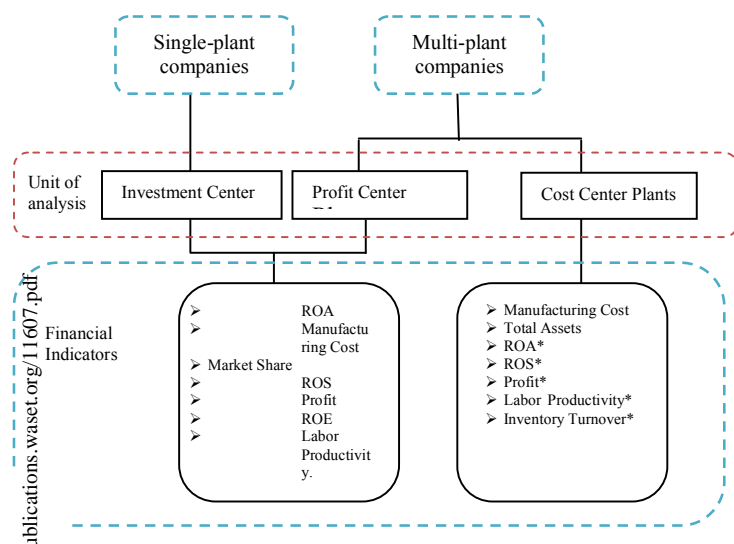 Single-plant
companies
Multi-plant
companies
Unit of
analysis
Investment Center
Profit Center
Cost Center Plants
Financial
Indicators
➢ ROA
➢ Manufactu
ring Cost
➢ Market Share
➢ ROS
➢ Profit
➢ ROE
➢ Labor
Productivit
y.
➢ Manufacturing Cost
➢ Total Assets
➢ ROA*
➢ ROS*
➢ Profit*
➢ Labor Productivity*
➢ Inventory Turnover*
ublications.waset.org/11607.pdf